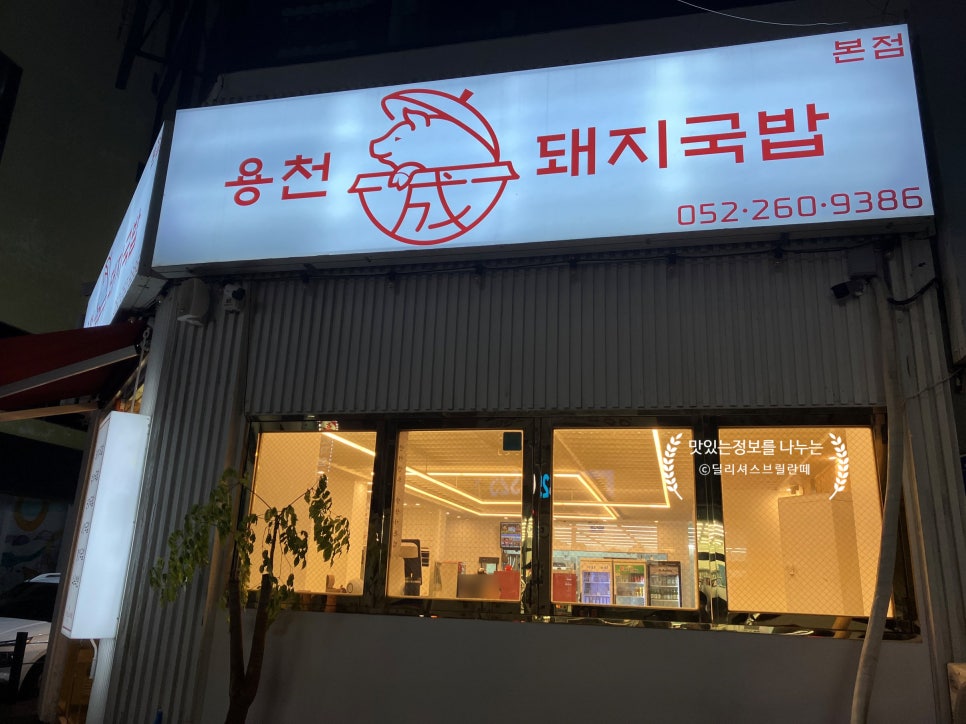 본점
용천 돼지국밥
052·260·9386
맛있는정보를 나누는
©딜리셔스브릴란떼